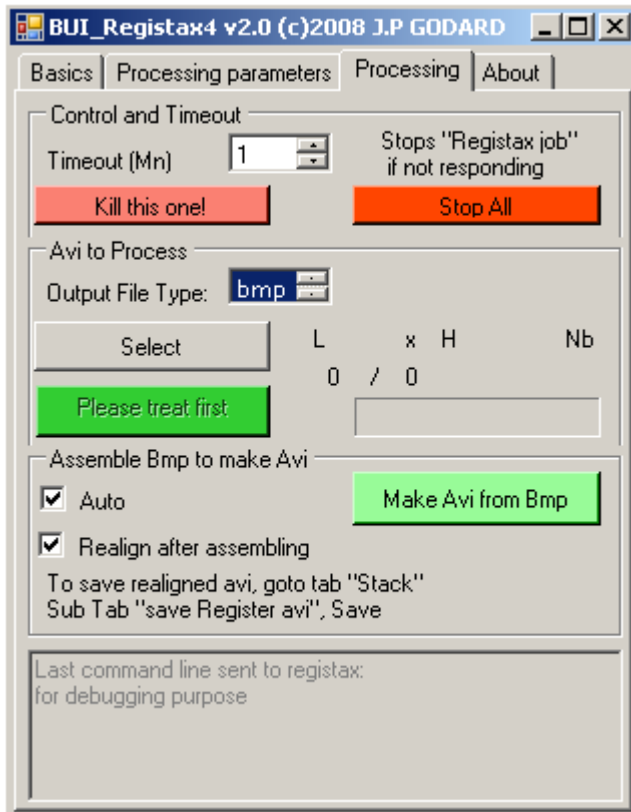 BUI_Registax4 v2.0 (c)2008 J.P GODARD
Basics
Processing parameters
Processing
About
Control and Timeout
Timeout (Mn)
1
Stops "Registax job"
if not responding
Kill this one!
Stop All
Avi to Process
Output File Type:
bmp
Select
L x H Nb
0 / 0
Please treat first
Assemble Bmp to make Avi
Auto
Make Avi from Bmp
Realign after assembling
To save realigned avi, goto tab "Stack"
Sub Tab "save Register avi", Save
Last command line sent to registax:
for debugging purpose